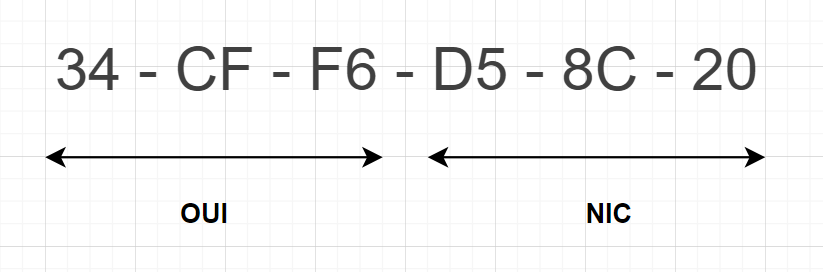 34 - CF - F6 - D5 - 8C - 20
OUI NIC